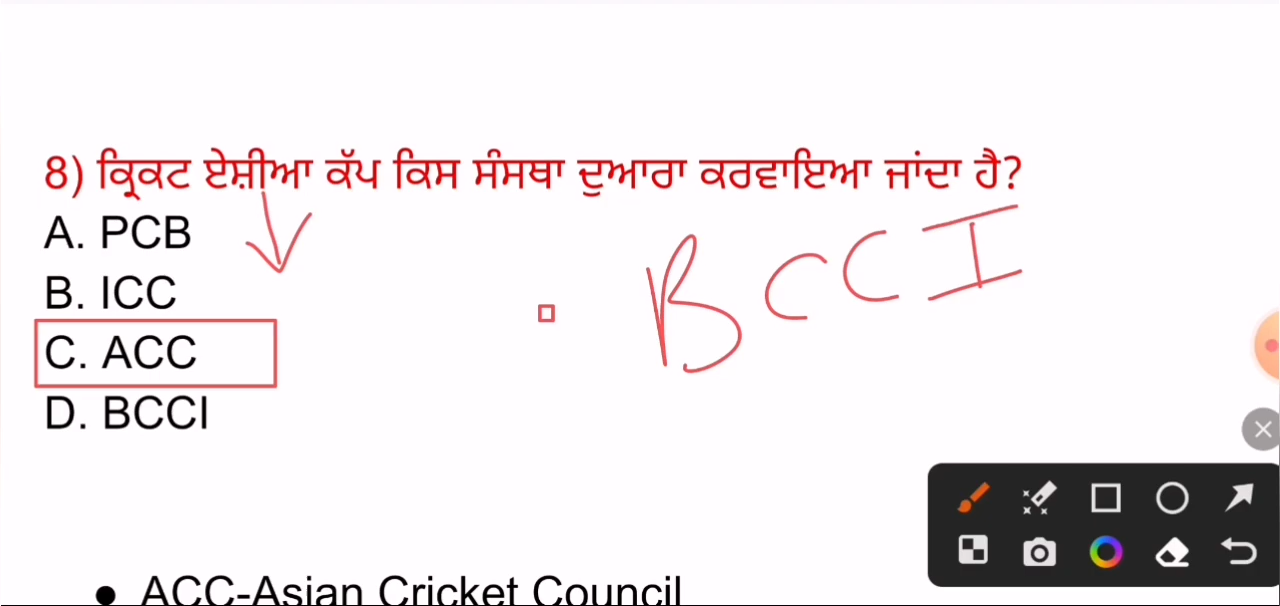 8) ਕ੍ਰਿਕਟ ਏਸ਼ੀਆ ਕੱਪ ਕਿਸ ਸੰਸਥਾ ਦੁਆਰਾ ਕਰਵਾਇਆ ਜਾਂਦਾ ਹੈ?
A. PCB
B. ICC
BCCI
C. ACC
D. BCCI
● ACC-Asian Cricket Council